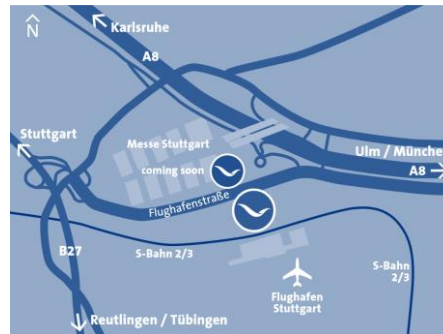 N
Karlsruhe
A8
Stuttgart
Messe Stuttgart
coming soon
Ulm / Münche
A8
Flughafenstraße
B27
S-Bahn 2/3
S-Bahn
2/3
Flughafen
Stuttgart
Reutlingen / Tübingen